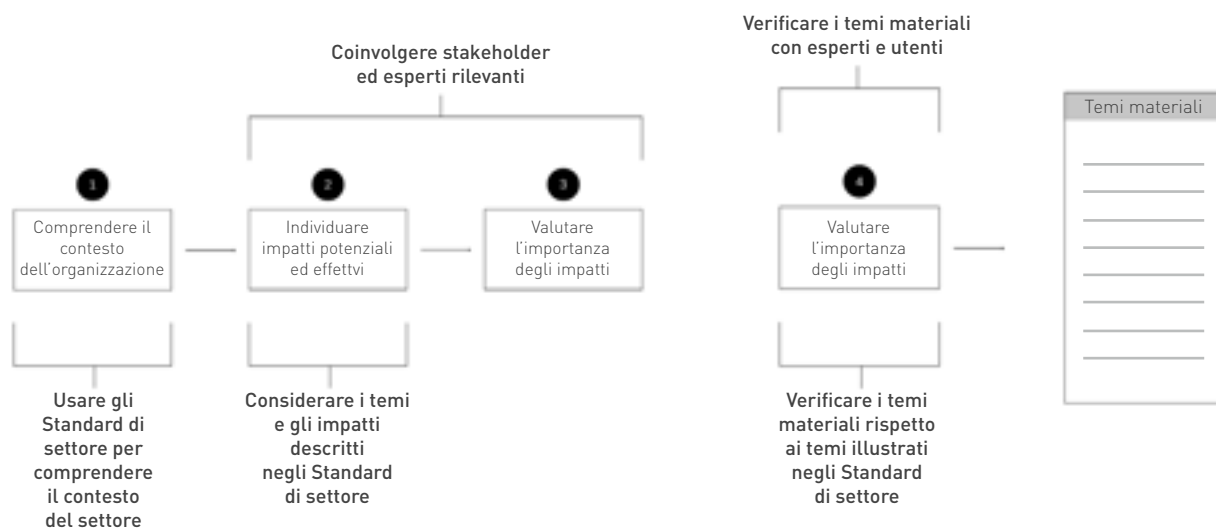 Coinvolgere stakeholder
ed esperti rilevanti
Verificare i temi materiali
con esperti e utenti
1
Comprendere il
contesto
dell'organizzazione
2
Individuare
impatti potenziali
ed effettvi
3
Valutare
l'importanza
degli impatti
4
Valutare
l'importanza
degli impatti
Temi materiali
Usare gli
Standard di
settore per
comprendere
il contesto
del settore
Considerare i temi
e gli impatti
descritti
negli Standard
di settore
Verificare i temi
materiali rispetto
ai temi illustrati
negli Standard
di settore